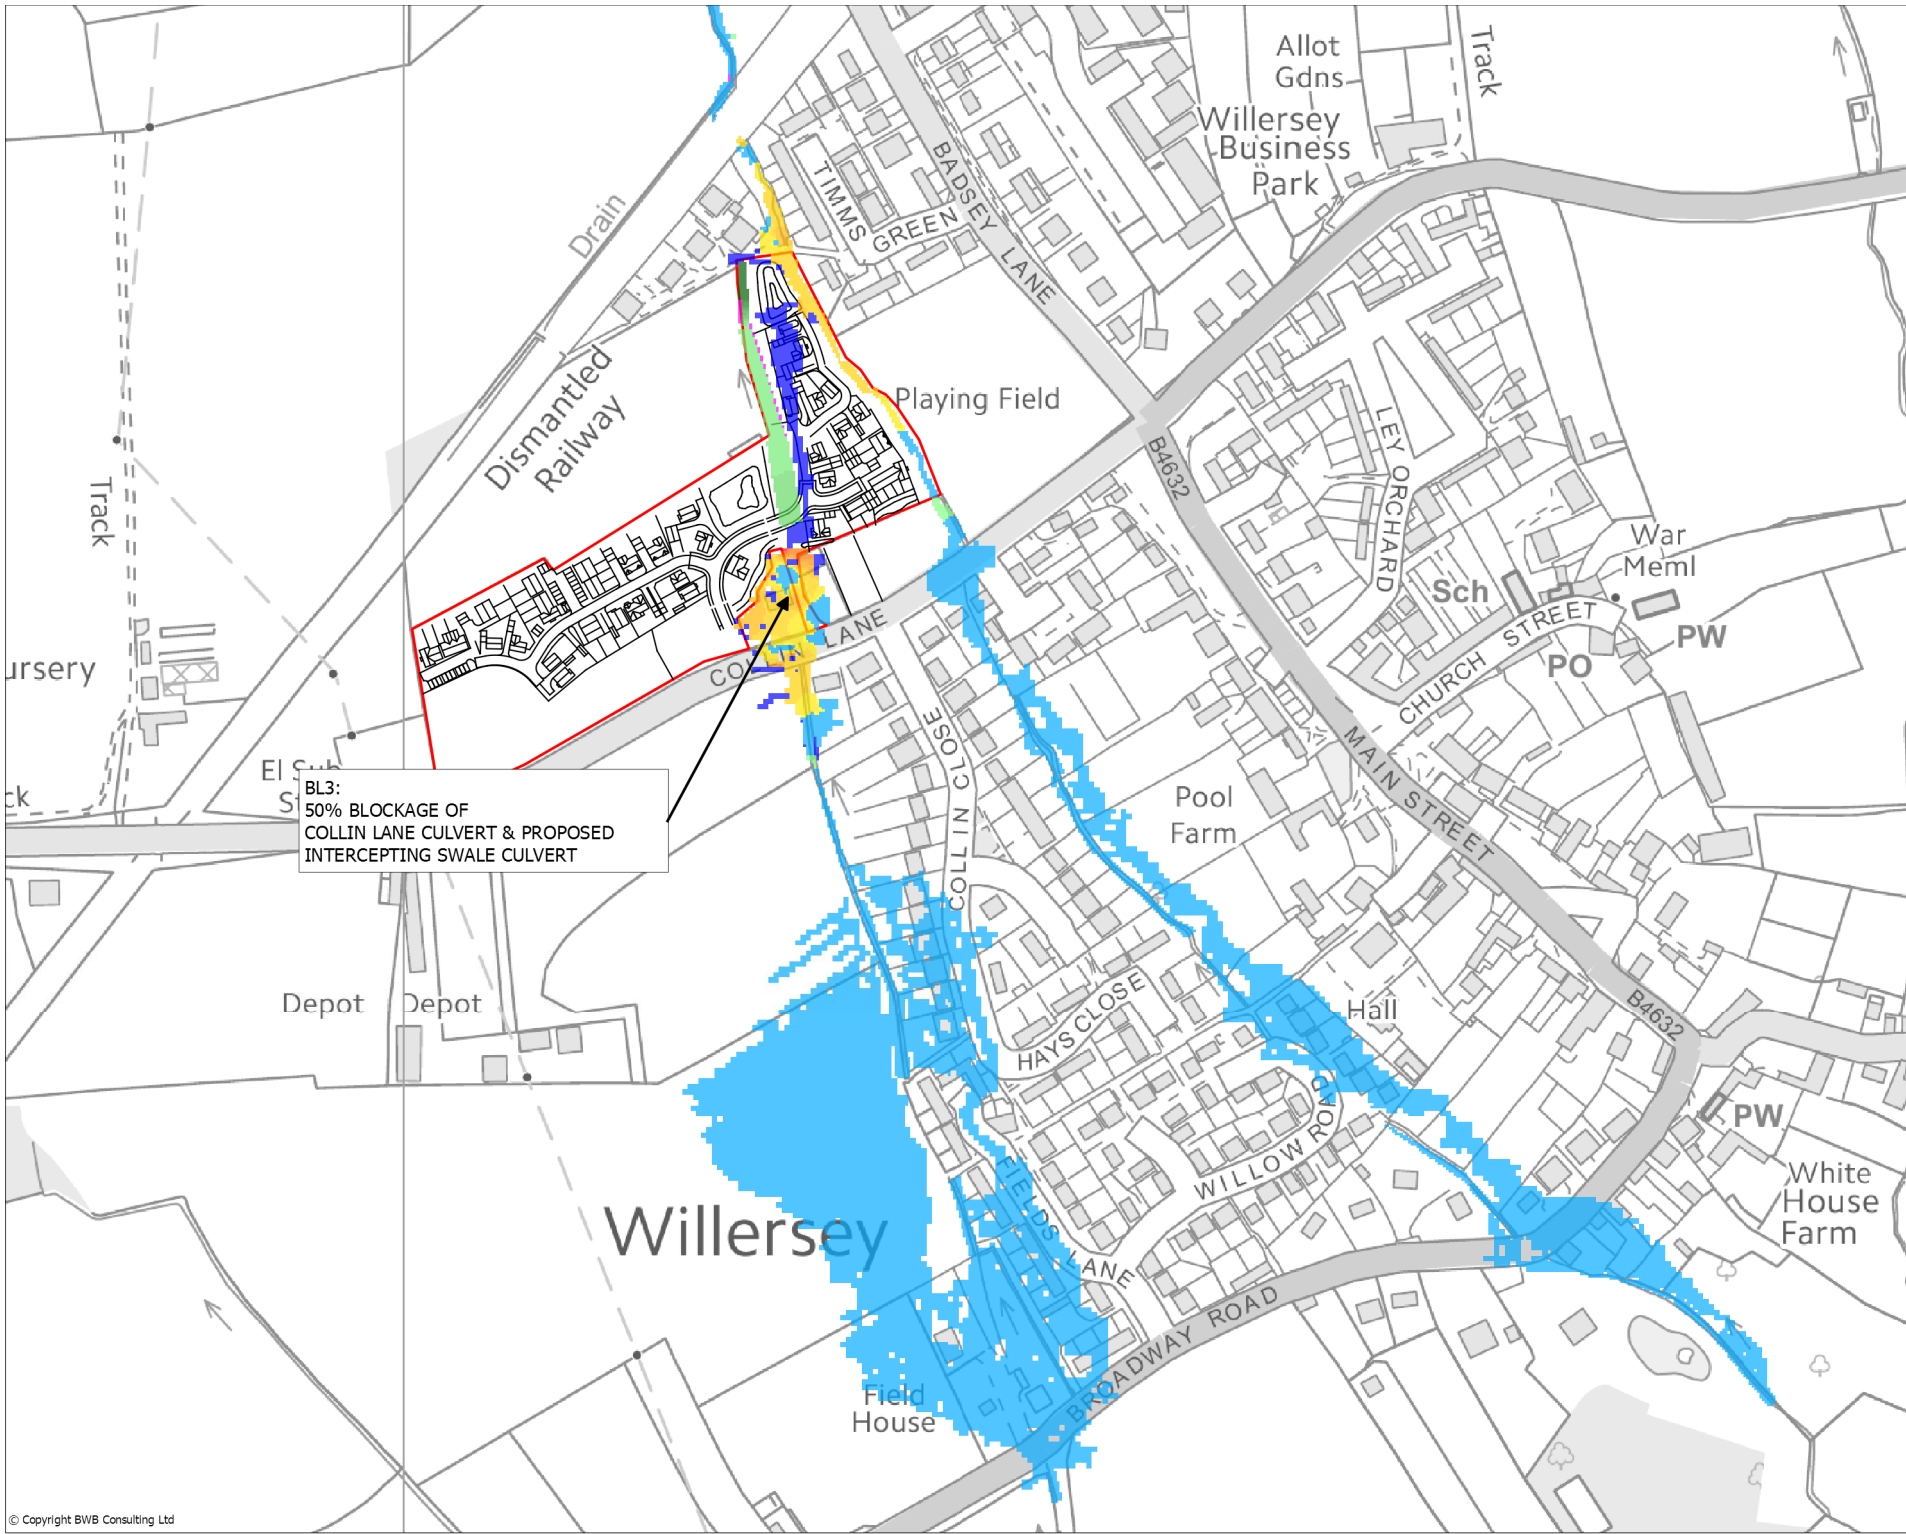 Allot
Gdns
Track
Willersey
Business
Park
BADSEY LANE
TIMMS
GREEN
Drain
Dismantled
Railway
Playing Field
B4632
LEY ORCHARD
War
Meml
Sch
CHURCH STREET
PW
PO
Track
ursery
LANE
COLLIN CLOSE
MAIN STREET
El Sub
ck
BL3:
50% BLOCKAGE OF
COLLIN LANE CULVERT & PROPOSED
INTERCEPTING SWALE CULVERT
Pool
Farm
Depot
Depot
HAYS CLOSE
Hall
B4632
PW
WILLOW ROAD
White
House
Farm
Willersey
FIELDS LANE
BROADWAY ROAD
Field
House
© Copyright BWB Consulting Ltd